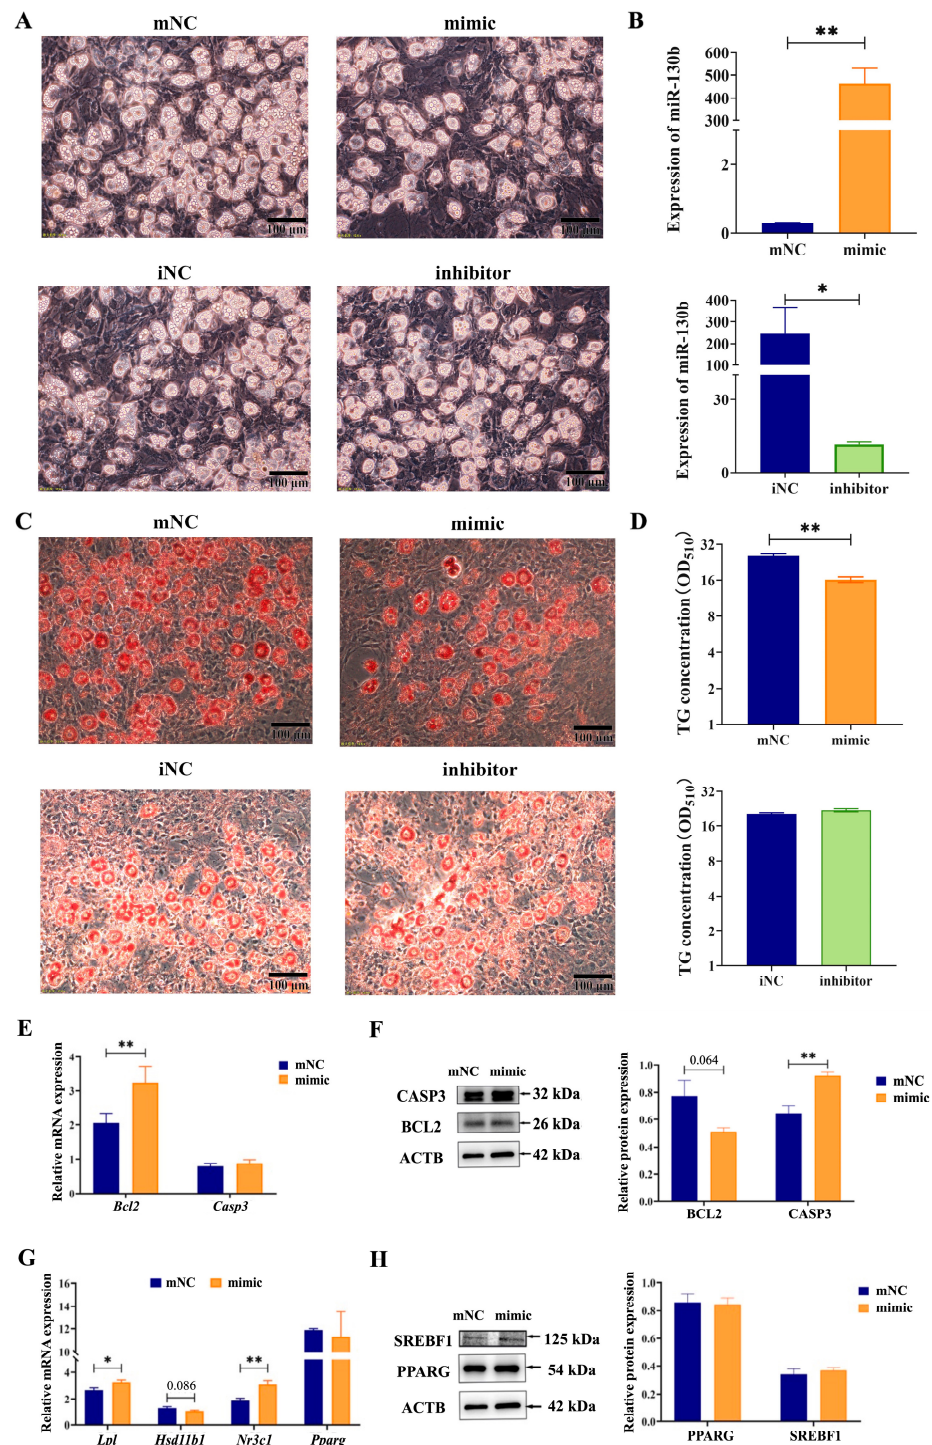 A
mNC
mimic
100 μm
100 μm
iNC
inhibitor
100 μm
100 μm
B
Expression of miR-130b
600
500
400
300
2
0
**
mNC
mimic
Expression of miR-130b
400
300
200
100
30
0
*
iNC
inhibitor
C
mNC
mimic
100 μm
100 μm
iNC
inhibitor
100 μm
100 μm
D
TG concentration (OD510)
32
16
8
4
2
1
**
mNC
mimic
TG concentration (OD510)
32
16
8
4
2
1
iNC
inhibitor
E
Relative mRNA expression
4
3
2
1
0
**
Bcl2
Casp3
mNC
mimic
F
mNC mimic
CASP3
32 kDa
BCL2
26 kDa
ACTB
42 kDa
Relative protein expression
1.0
0.8
0.6
0.4
0.2
0.0
0.064
**
BCL2
CASP3
mNC
mimic
G
Relative mRNA expression
16
14
12
10
4
2
0
mNC
mimic
*
0.086
**
Lpl
Hsd11b1
Nr3c1
Pparg
H
mNC mimic
SREBF1
125 kDa
PPARG
54 kDa
ACTB
42 kDa
Relative protein expression
1.0
0.8
0.6
0.4
0.2
0.0
PPARG
SREBF1
mNC
mimic